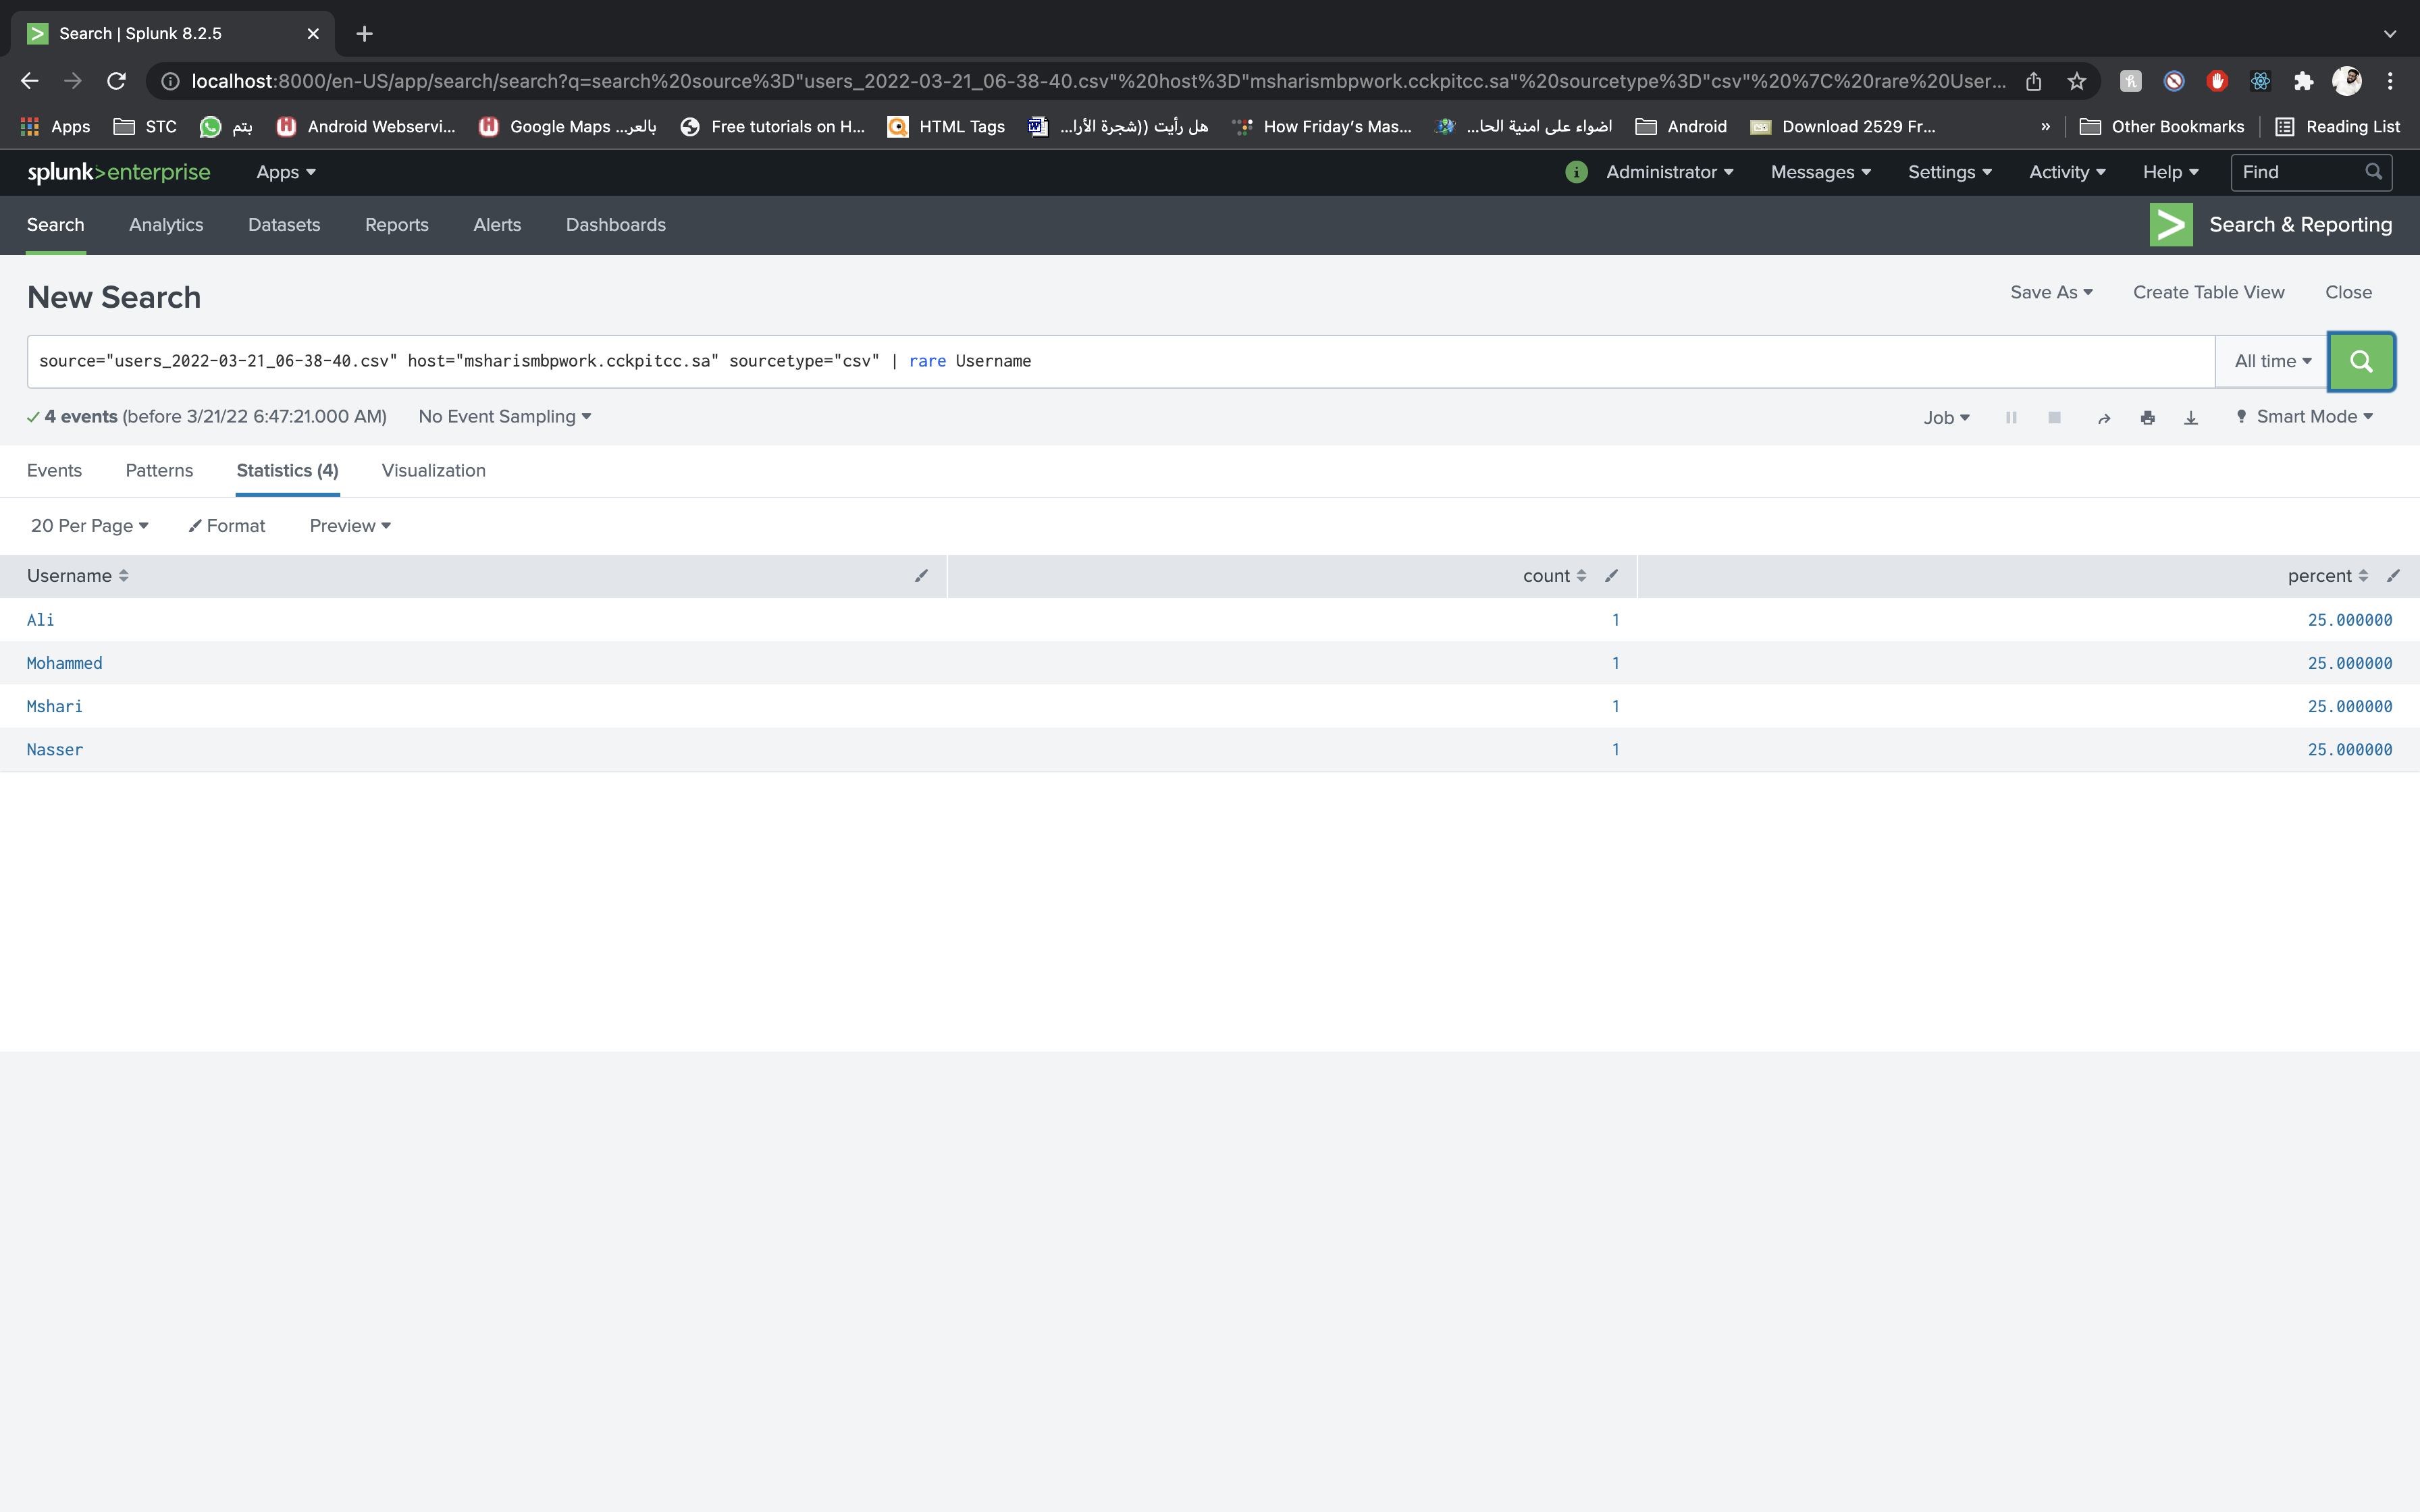 Search | Splunk 8.2.5
localhost:8000/en-US/app/search/search?q=search%20source%3D"users_2022-03-21_06-38-40.csv"%20host%3D"msharismbpwork.cckpitcc.sa"%20sourcetype%3D"csv"%20%7C%20rare%20User...
Apps STC بتم Android Webservi... Google Maps ...بالعر Free tutorials on H... HTML Tags هل رأيت ((شجرة الأرا... How Friday's Mas... اضواء على امنية الحا... Android Download 2529 Fr... » Other Bookmarks Reading List
splunk>enterprise Apps Administrator Messages Settings Activity Help Find
Search Analytics Datasets Reports Alerts Dashboards Search & Reporting
New Search Save As Create Table View Close
source="users_2022-03-21_06-38-40.csv" host="msharismbpwork.cckpitcc.sa" sourcetype="csv" | rare Username All time
4 events (before 3/21/22 6:47:21.000 AM) No Event Sampling Job Smart Mode
Events Patterns Statistics (4) Visualization
20 Per Page Format Preview
Username count percent
Ali 1 25.000000
Mohammed 1 25.000000
Mshari 1 25.000000
Nasser 1 25.000000